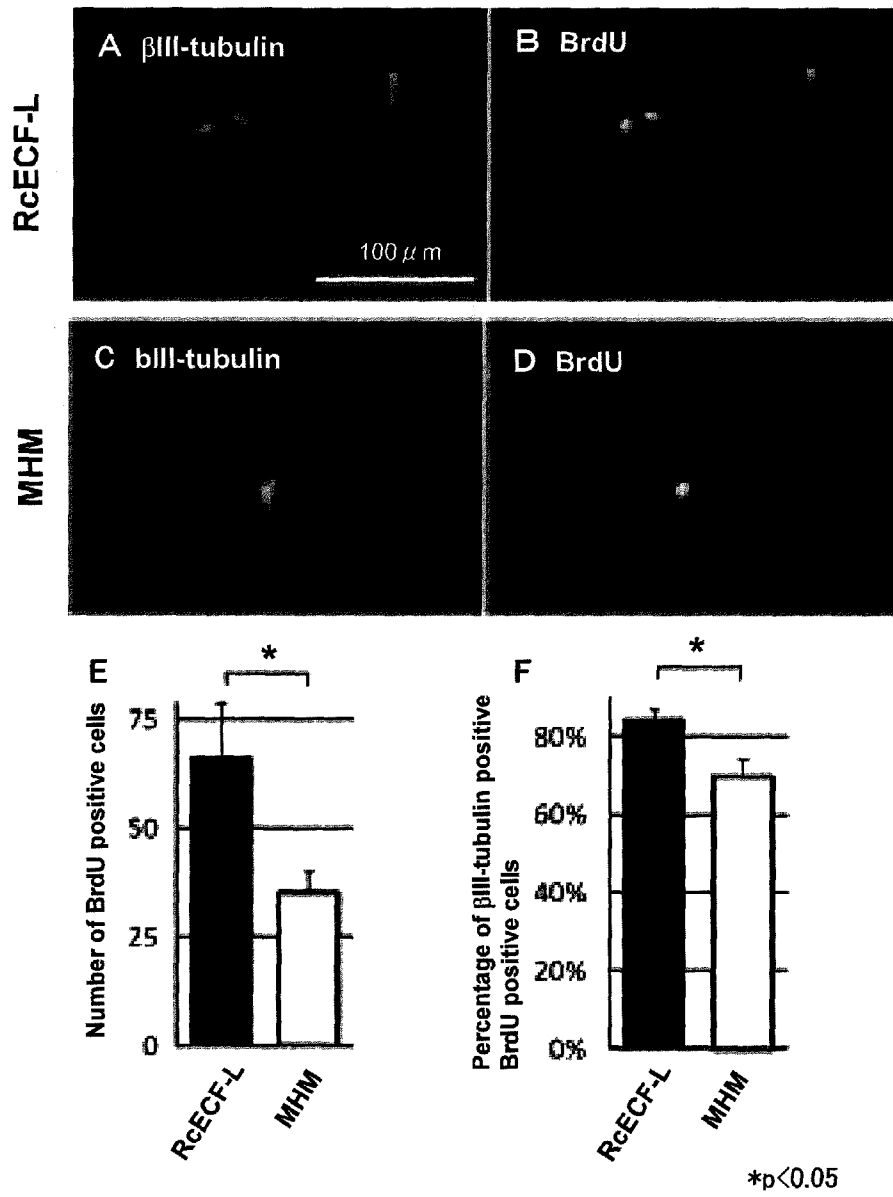 A βIII-tubulin
B BrdU
RcECF-L
100 μm
C bIII-tubulin
D BrdU
MHM
E
*
Number of BrdU positive cells
75
50
25
0
RcECF-L
MHM
F
*
Percentage of βIII-tubulin positive
BrdU positive cells
80%
60%
40%
20%
0%
RcECF-L
MHM
*p<0.05